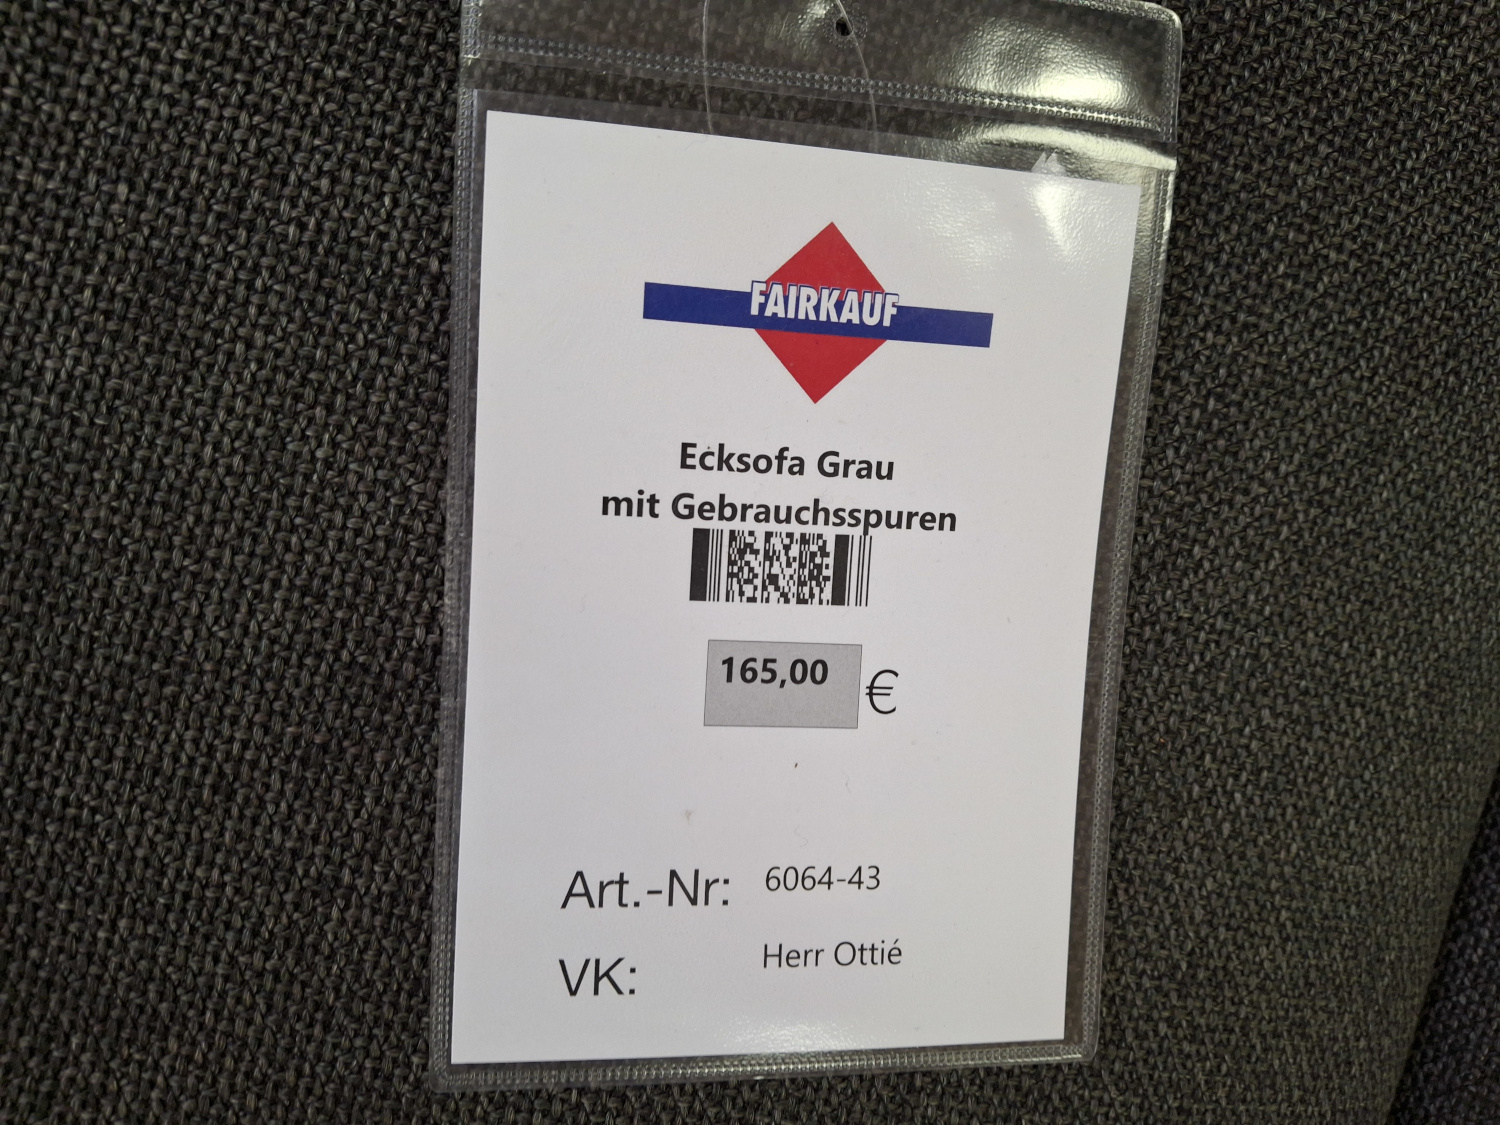 FAIRKAUF
Ecksofa Grau
mit Gebrauchsspuren
165,00 €
Art.-Nr: 6064-43
VK: Herr Ottié